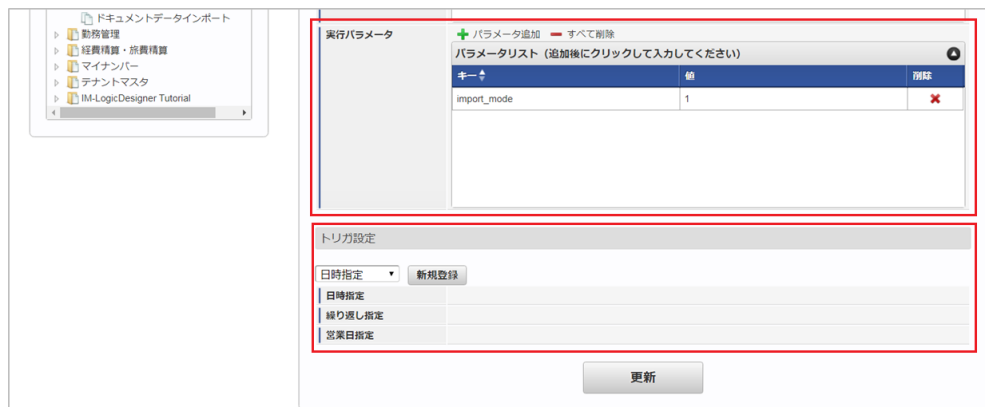 ドキュメントデータインポート
勤務管理
経費精算・旅費精算
マイナンバー
テナントマスタ
IM-LogicDesigner Tutorial
実行パラメータ
パラメータ追加 すべて削除
パラメータリスト（追加後にクリックして入力してください）
キー 値 削除
import_mode 1
トリガ設定
日時指定 新規登録
日時指定
繰り返し指定
営業日指定
更新